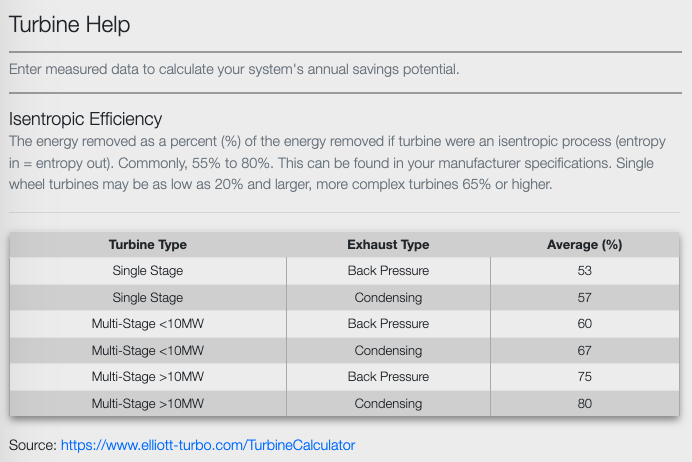 Turbine Help
Enter measured data to calculate your system's annual savings potential.
Isentropic Efficiency
The energy removed as a percent (%) of the energy removed if turbine were an isentropic process (entropy
in = entropy out). Commonly, 55% to 80%. This can be found in your manufacturer specifications. Single
wheel turbines may be as low as 20% and larger, more complex turbines 65% or higher.
Turbine Type Exhaust Type Average (%)
Single Stage Back Pressure 53
Single Stage Condensing 57
Multi-Stage <10MW Back Pressure 60
Multi-Stage <10MW Condensing 67
Multi-Stage >10MW Back Pressure 75
Multi-Stage >10MW Condensing 80
Source: https://www.elliott-turbo.com/TurbineCalculator